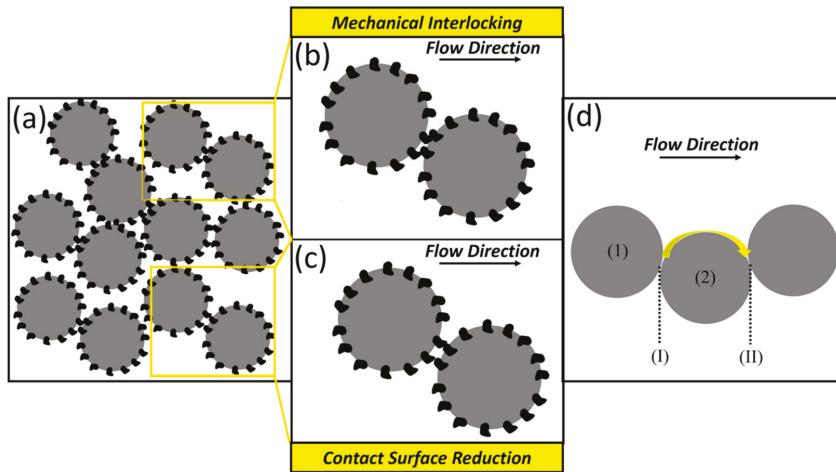 Mechanical Interlocking
(a)
(b)
Flow Direction
(c)
Flow Direction
Contact Surface Reduction
(d)
Flow Direction
(1)
(2)
(I)
(II)